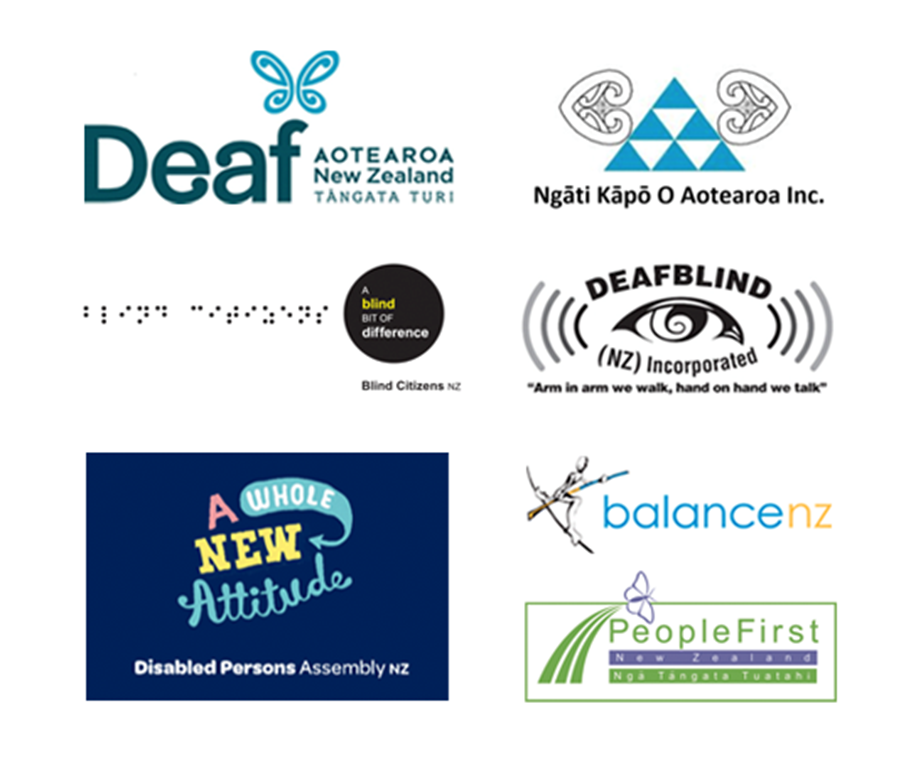 Deaf
AOTEAROA
New Zealand
TĀNGATA TURI
Ngāti Kāpō O Aotearoa Inc.
⠃⠇⠊⠝⠙ ⠉⠊⠞⠊⠵⠑⠝⠎
A
blind
BIT OF
difference
Blind Citizens NZ
DEAFBLIND
(NZ) Incorporated
“Arm in arm we walk, hand on hand we talk”
A WHOLE
NEW
Attitude
Disabled Persons Assembly NZ
balancenz
PeopleFirst
New Zealand
Ngā Tāngata Tuatahi